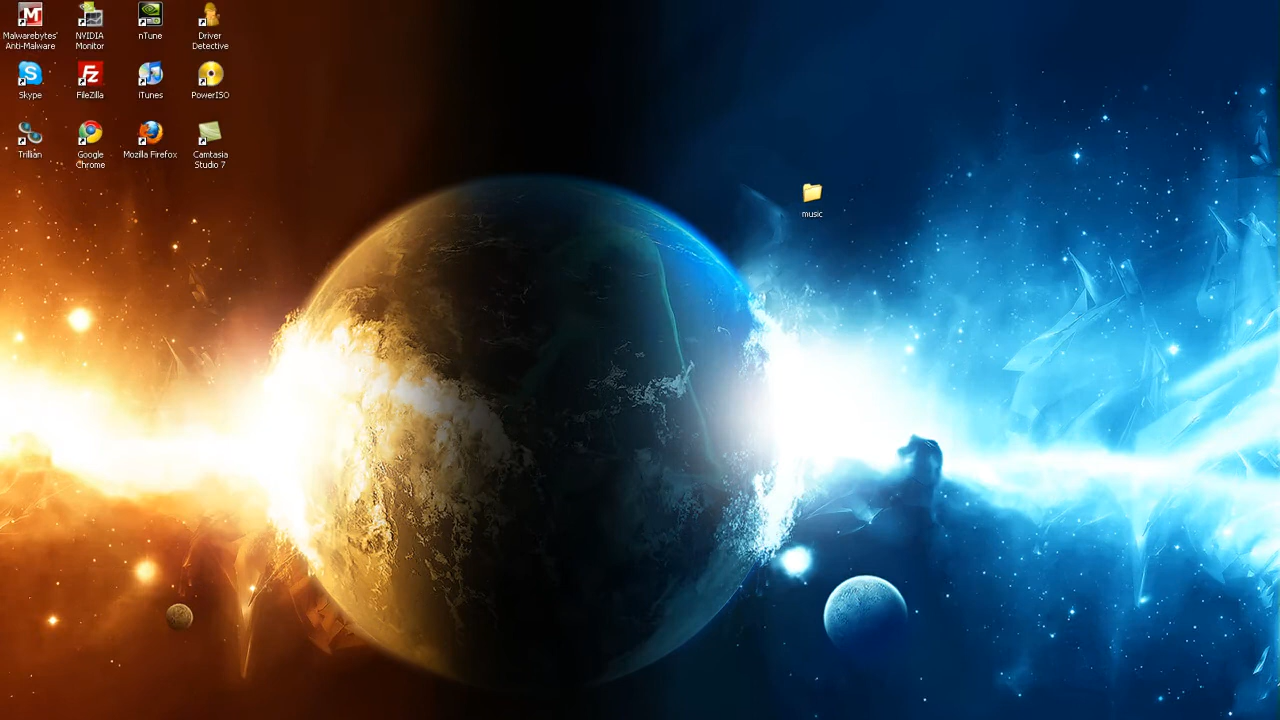 Malwarebytes'
Anti-Malware
NVIDIA
Monitor
nTune
Driver
Detective
Skype
FileZilla
iTunes
PowerISO
Trillian
Google
Chrome
Mozilla Firefox
Camtasia
Studio 7
music